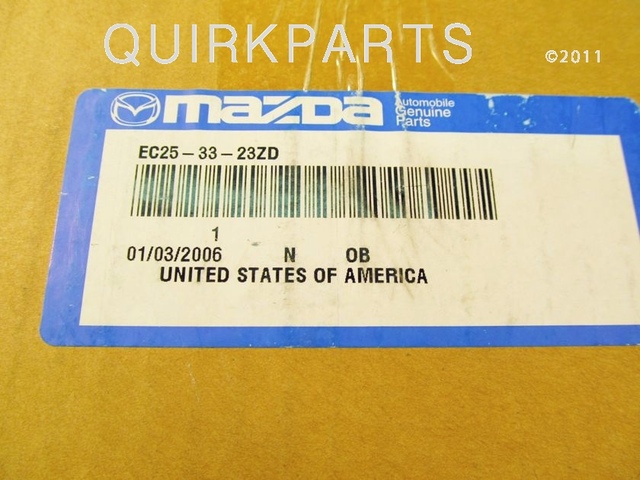 QUIRKPARTS
©2011
mazda
Automobile
Genuine
Parts
EC25-33-23ZD
1
01/03/2006 N OB
UNITED STATES OF AMERICA